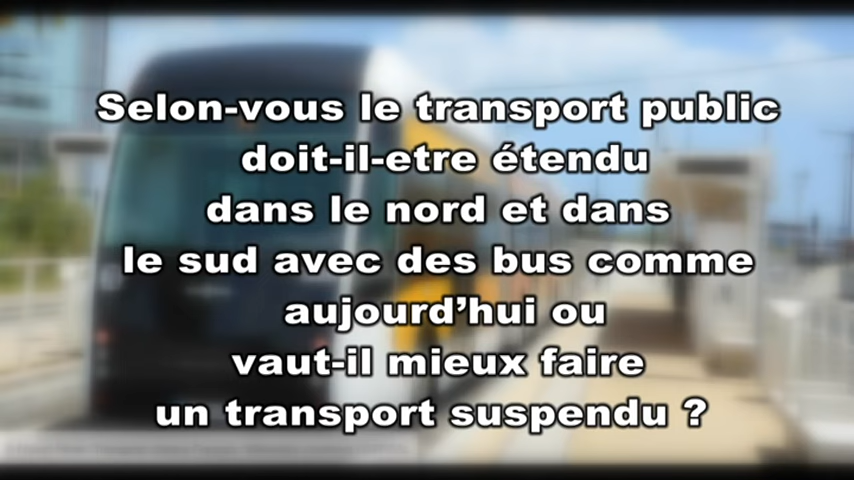 Selon-vous le transport public
doit-il-etre étendu
dans le nord et dans
le sud avec des bus comme
aujourd’hui ou
vaut-il mieux faire
un transport suspendu ?